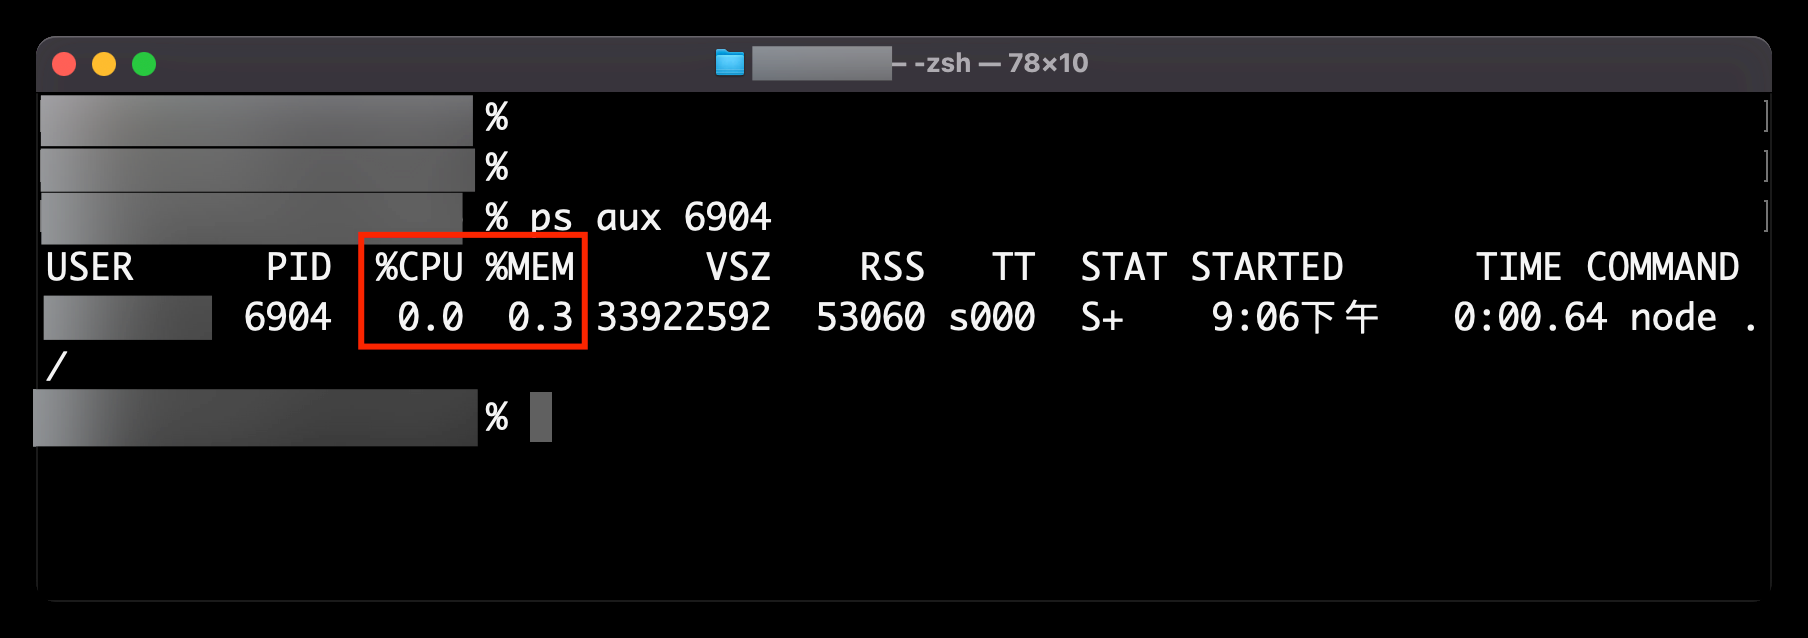 — -zsh — 78×10
%
%
% ps aux 6904
USER PID %CPU %MEM VSZ RSS TT STAT STARTED TIME COMMAND
6904 0.0 0.3 33922592 53060 s000 S+ 9:06下午 0:00.64 node .
/
%